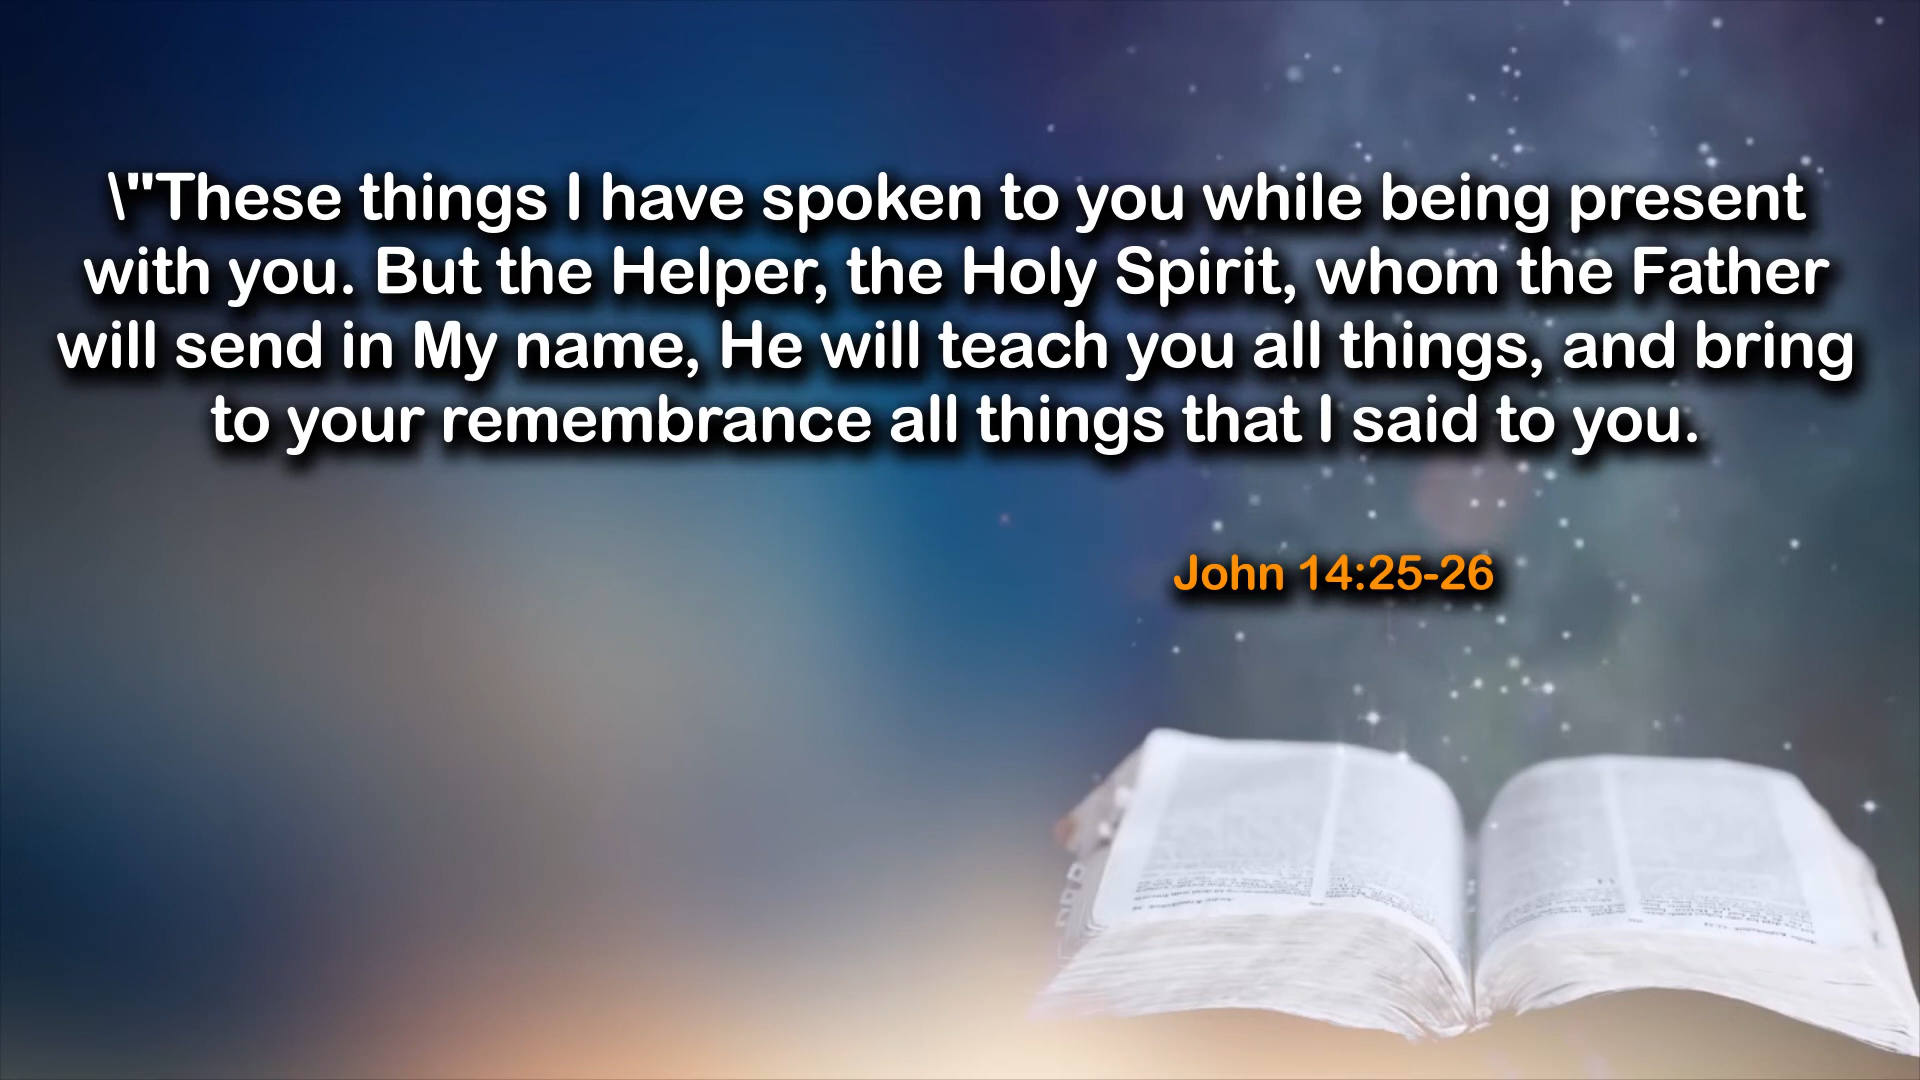 \"These things I have spoken to you while being present
with you. But the Helper, the Holy Spirit, whom the Father
will send in My name, He will teach you all things, and bring
to your remembrance all things that I said to you.
John 14:25-26